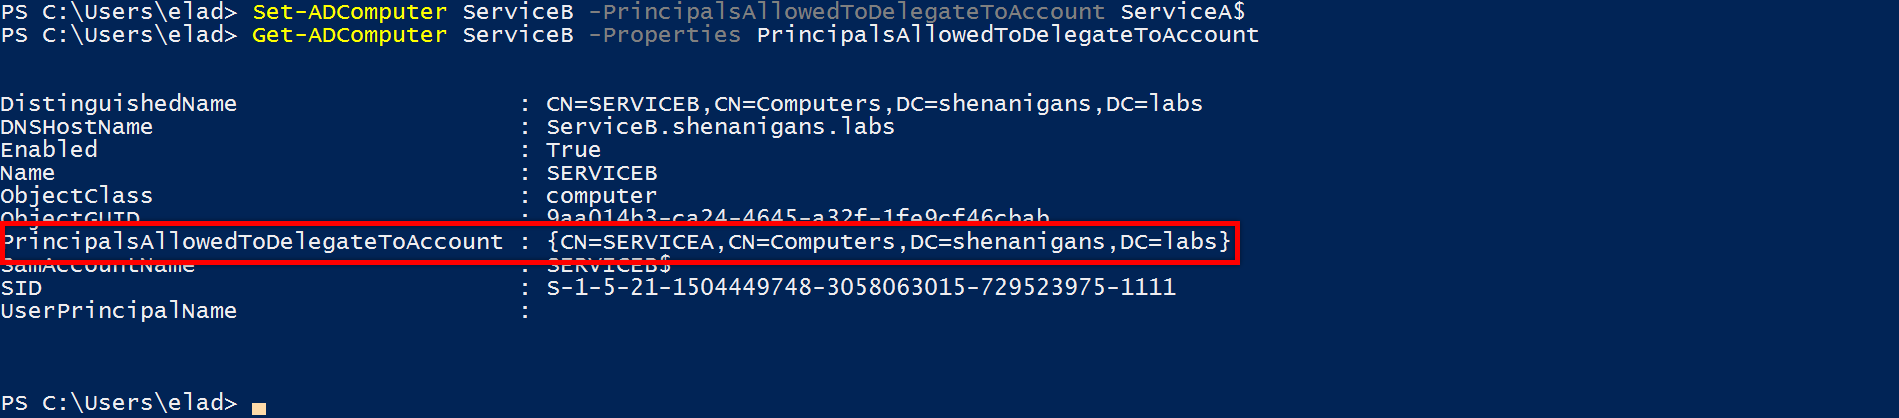 PS C:\Users\elad> Set-ADComputer ServiceB -PrincipalsAllowedToDelegateToAccount ServiceA$
PS C:\Users\elad> Get-ADComputer ServiceB -Properties PrincipalsAllowedToDelegateToAccount
DistinguishedName : CN=SERVICEB,CN=Computers,DC=shenanigans,DC=labs
DNSHostName : ServiceB.shenanigans.labs
Enabled : True
Name : SERVICEB
ObjectClass : computer
ObjectGUID : 9aa014b3-ca24-4645-a32f-1fe9cf46cbab
PrincipalsAllowedToDelegateToAccount : {CN=SERVICEA,CN=Computers,DC=shenanigans,DC=labs}
SamAccountName : SERVICEB$
SID : S-1-5-21-1504449748-3058063015-729523975-1111
UserPrincipalName :
PS C:\Users\elad>